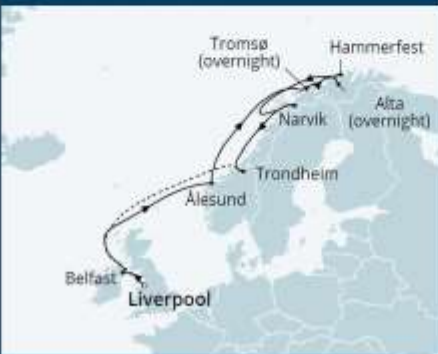 Tromsø
(overnight)
Hammerfest
Narvik
Alta
(overnight)
Trondheim
Ålesund
Belfast
Liverpool